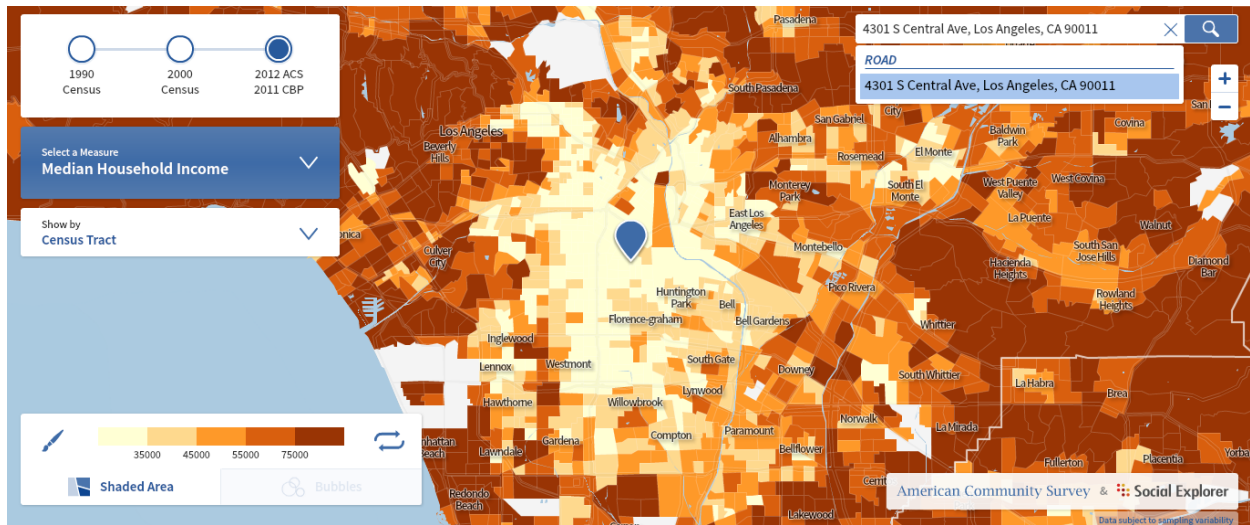 1990
Census
2000
Census
2012 ACS
2011 CBP
Select a Measure
Median Household Income
Show by
Census Tract
4301 S Central Ave, Los Angeles, CA 90011
ROAD
4301 S Central Ave, Los Angeles, CA 90011
+
−
Pasadena
South Pasadena
San Gabriel
City
Covina
Los Angeles
Beverly
Hills
Alhambra
Rosemead
El Monte
Baldwin
Park
Monterey
Park
South El
Monte
West Puente
Valley
West Covina
East Los
Angeles
La Puente
Walnut
onica
Culver
City
Montebello
South San
Jose Hills
Hacienda
Heights
Diamond
Bar
Pico Rivera
Huntington
Park
Bell
Rowland
Heights
Florence-graham
Bell Gardens
Whittier
Inglewood
Lennox
Westmont
South Gate
Downey
South Whittier
La Habra
Brea
Hawthorne
Willowbrook
Lynwood
Norwalk
La Mirada
Gardena
Compton
Paramount
Bellflower
Lawndale
nhattan
each
Redondo
Beach
Lakewood
Cerrit
Fullerton
Placentia
Yorba
35000
45000
55000
75000
Shaded Area
Bubbles
American Community Survey & Social Explorer
Data subject to sampling variability